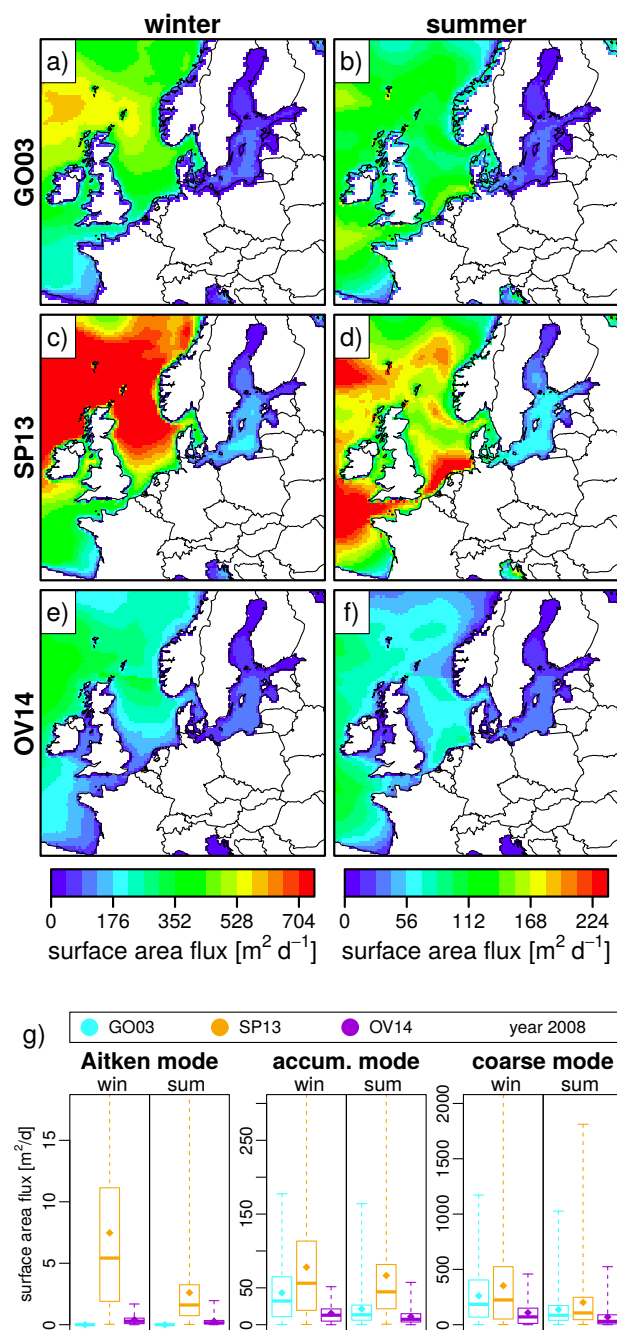 winter summer
a) b)
GO03
c) d)
SP13
e) f)
OV14
0 176 352 528 704 0 56 112 168 224
surface area flux [m² d⁻¹] surface area flux [m² d⁻¹]
g) GO03 SP13 OV14 year 2008
Aitken mode accum. mode coarse mode
win sum win sum win sum
surface area flux [m²/d]
0 5 10 15
0 50 150 250
0 500 1000 1500 2000